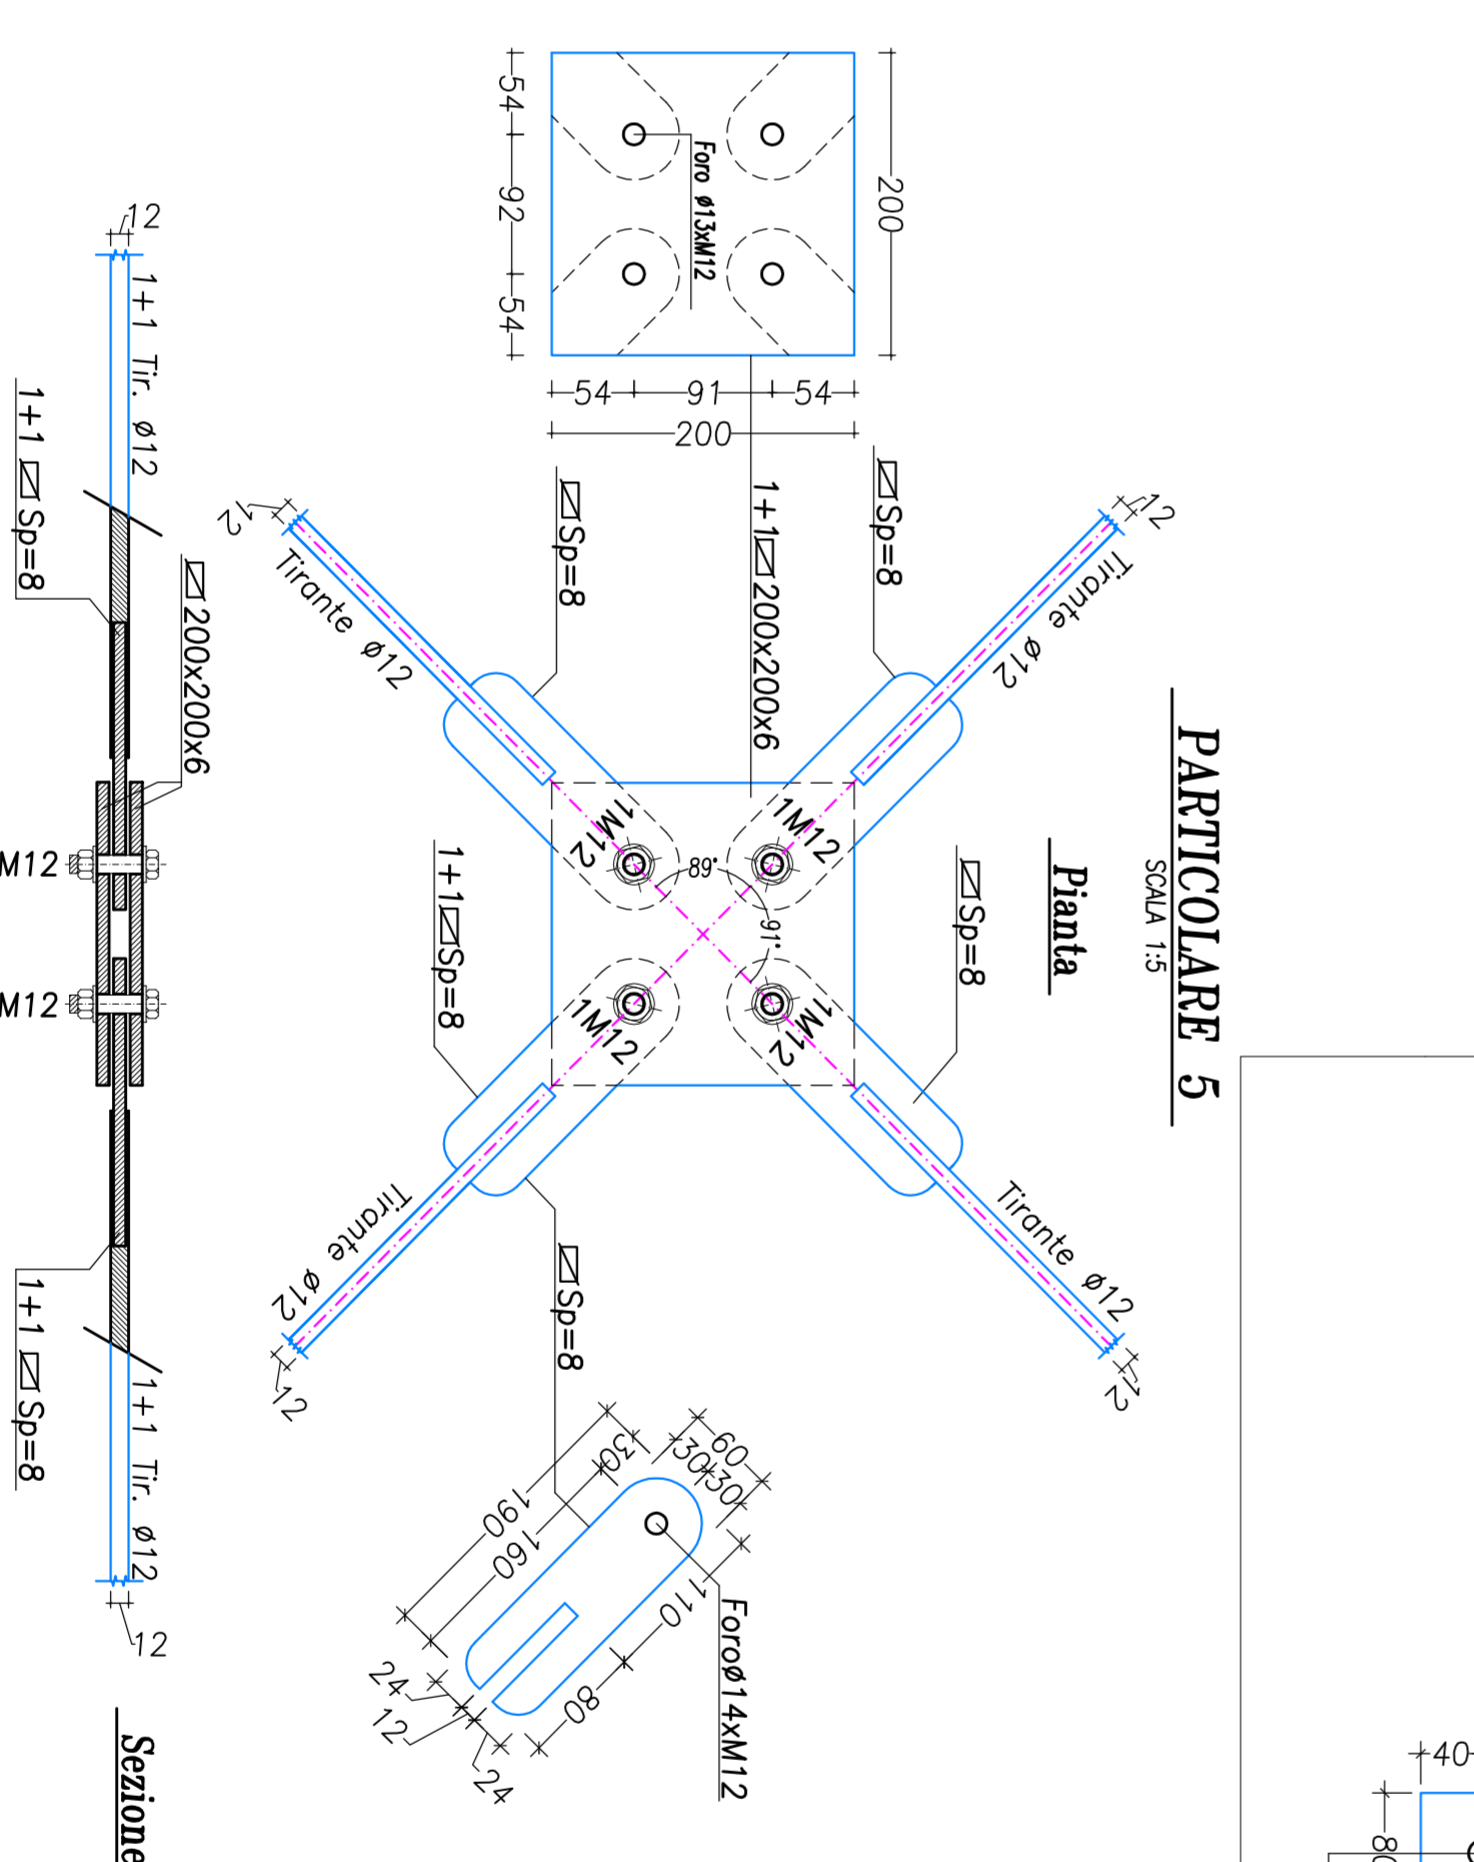 PARTICOLARE 5
SCALA 1:5
Pianta
200
54
92
54
Foro ø13xM12
54
91
54
200
1+1 200x200x6
Sp=8
Sp=8
Sp=8
1+1 Sp=8
Sp=8
12
Tirante ø12
12
Tirante ø12
Tirante ø12
12
Tirante ø12
12
1M12
1M12
1M12
1M12
89°
91°
60
30
30
30
190
160
110
80
24
12
24
Foroø14xM12
12
1+1 Tir. ø12
1+1 Sp=8
200x200x6
M12
M12
1+1 Sp=8
1+1 Tir. ø12
12
Sezione
40